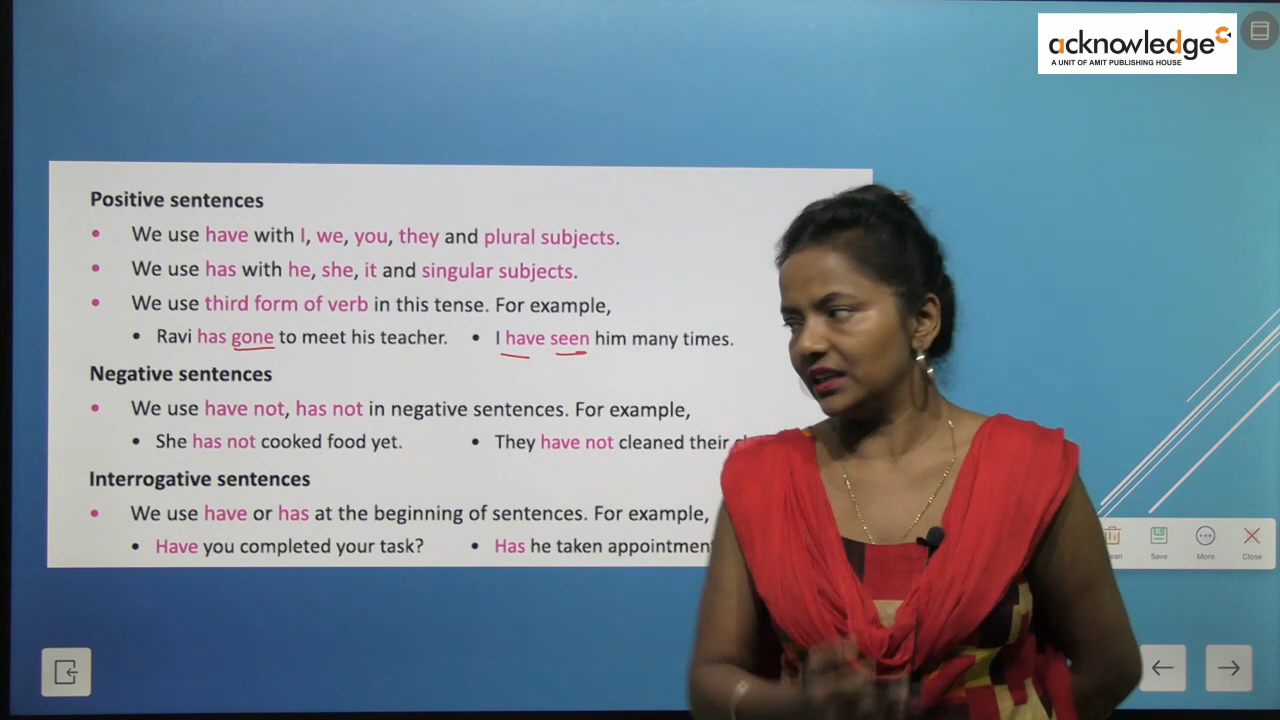 acknowledge
A UNIT OF AMIT PUBLISHING HOUSE
Positive sentences
• We use have with I, we, you, they and plural subjects.
• We use has with he, she, it and singular subjects.
• We use third form of verb in this tense. For example,
• Ravi has gone to meet his teacher. • I have seen him many times.
Negative sentences
• We use have not, has not in negative sentences. For example,
• She has not cooked food yet. • They have not cleaned their
Interrogative sentences
• We use have or has at the beginning of sentences. For example,
• Have you completed your task? • Has he taken
Save More Close